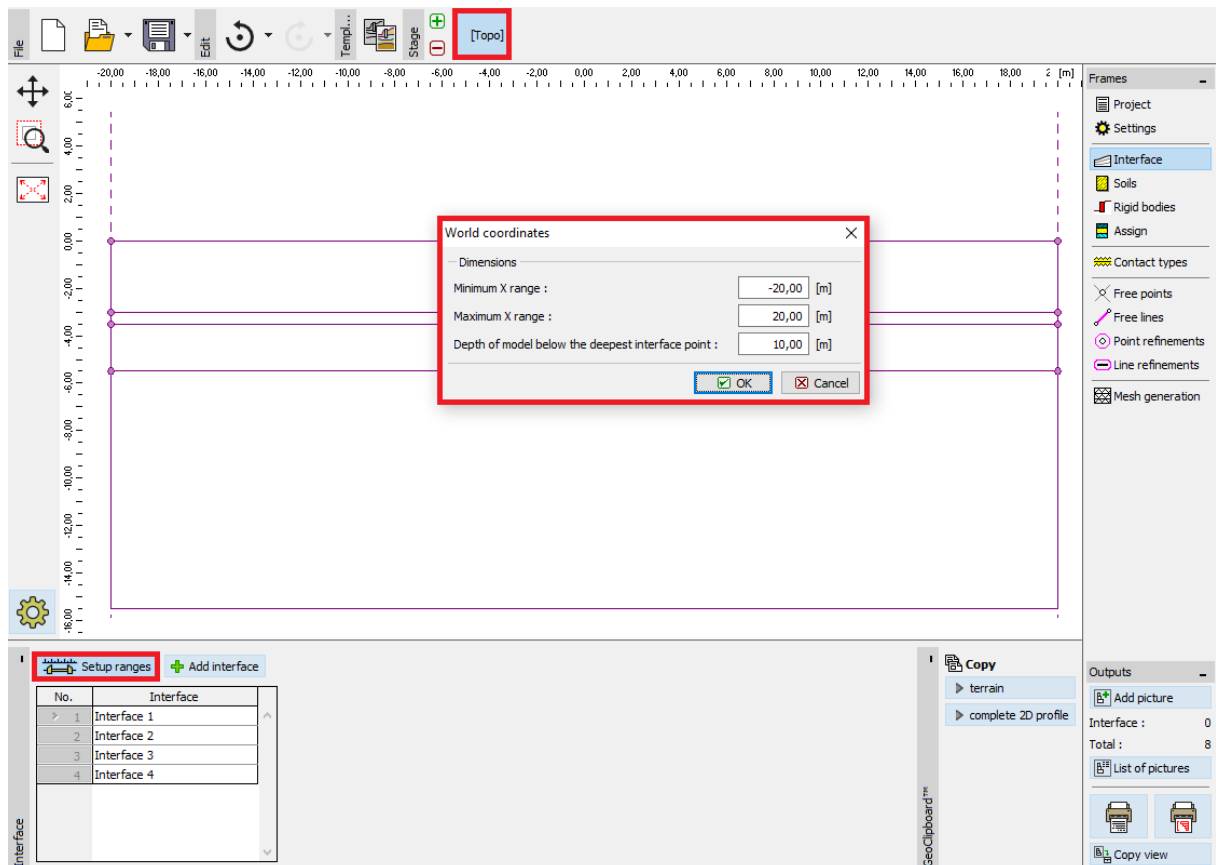 File
Edit
Templ...
Stage
[Topo]
-20,00 -18,00 -16,00 -14,00 -12,00 -10,00 -8,00 -6,00 -4,00 -2,00 0,00 2,00 4,00 6,00 8,00 10,00 12,00 14,00 16,00 18,00 2 [m]
6,0
4,00
2,00
0,00
-2,00
-4,00
-6,00
-8,00
-10,00
-12,00
-14,00
-16,00
World coordinates
Dimensions
Minimum X range : -20,00 [m]
Maximum X range : 20,00 [m]
Depth of model below the deepest interface point : 10,00 [m]
OK Cancel
Frames
Project
Settings
Interface
Soils
Rigid bodies
Assign
Contact types
Free points
Free lines
Point refinements
Line refinements
Mesh generation
Interface
Setup ranges Add interface
No. Interface
1 Interface 1
2 Interface 2
3 Interface 3
4 Interface 4
GeoClipboard™
Copy
terrain
complete 2D profile
Outputs
Add picture
Interface : 0
Total : 8
List of pictures
Copy view